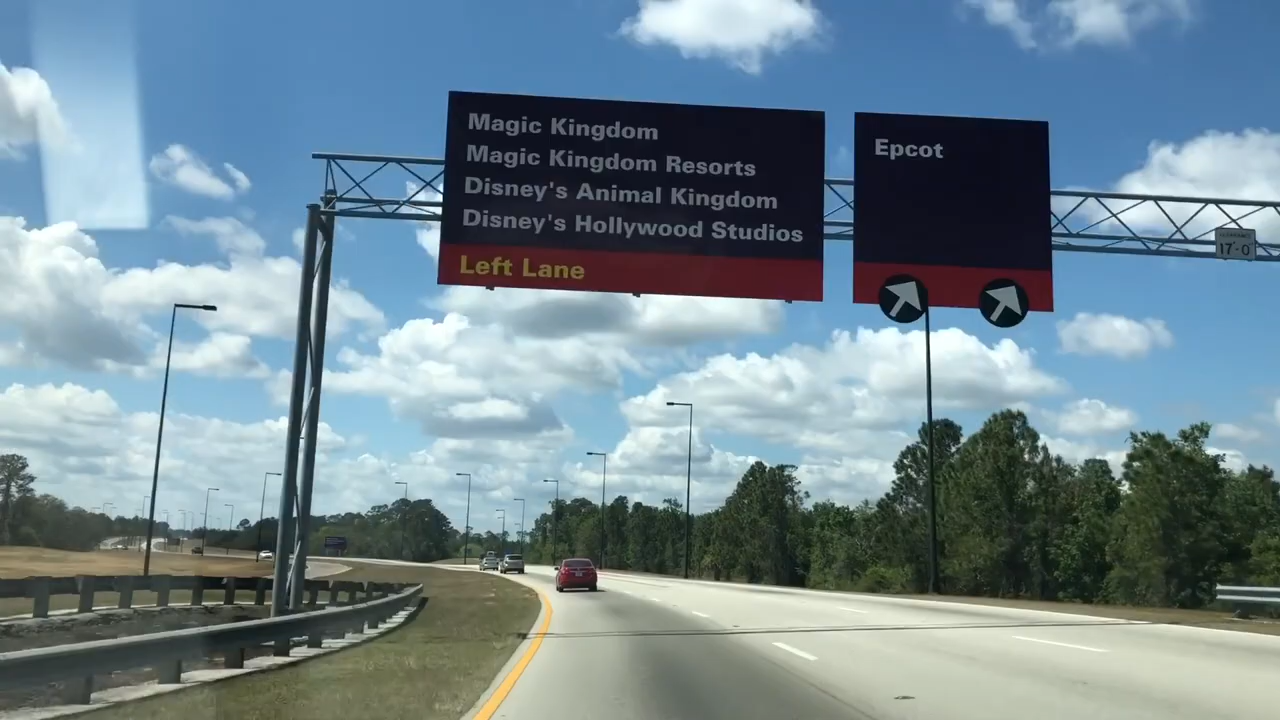 Magic Kingdom
Magic Kingdom Resorts
Disney's Animal Kingdom
Disney's Hollywood Studios
Left Lane
Epcot
17'-0"